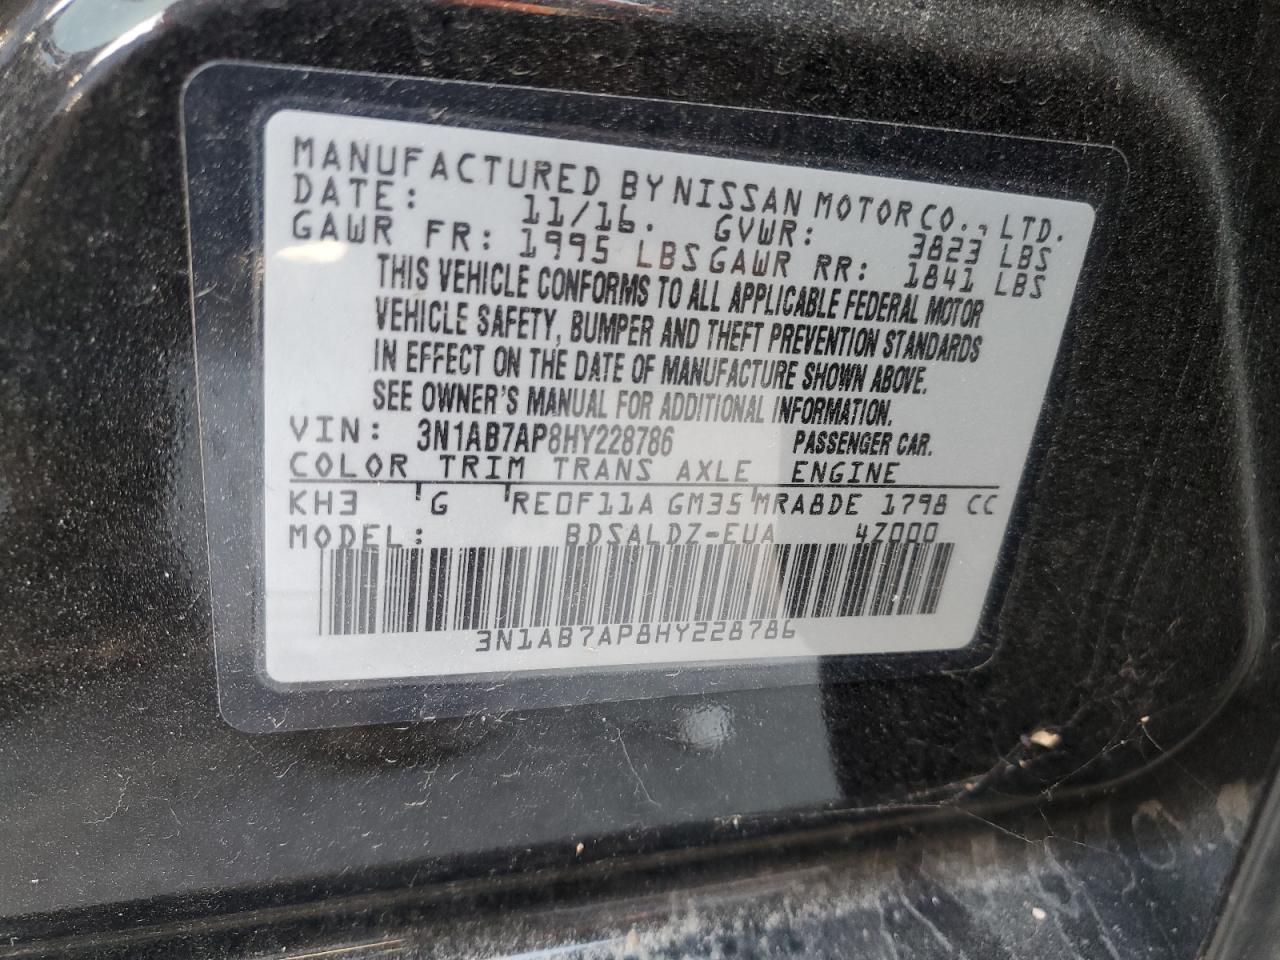 MANUFACTURED BY NISSAN MOTOR CO., LTD.
DATE: 11/16. GVWR: 3823 LBS
GAWR FR: 1995 LBS GAWR RR: 1841 LBS
THIS VEHICLE CONFORMS TO ALL APPLICABLE FEDERAL MOTOR
VEHICLE SAFETY, BUMPER AND THEFT PREVENTION STANDARDS
IN EFFECT ON THE DATE OF MANUFACTURE SHOWN ABOVE.
SEE OWNER'S MANUAL FOR ADDITIONAL INFORMATION.
VIN: 3N1AB7AP8HY228786 PASSENGER CAR.
COLOR TRIM TRANS AXLE ENGINE
KH3 G RE0F11A GM35 MRA8DE 1798 CC
MODEL: BDSALDZ-EUA 4Z000
3N1AB7AP8HY228786